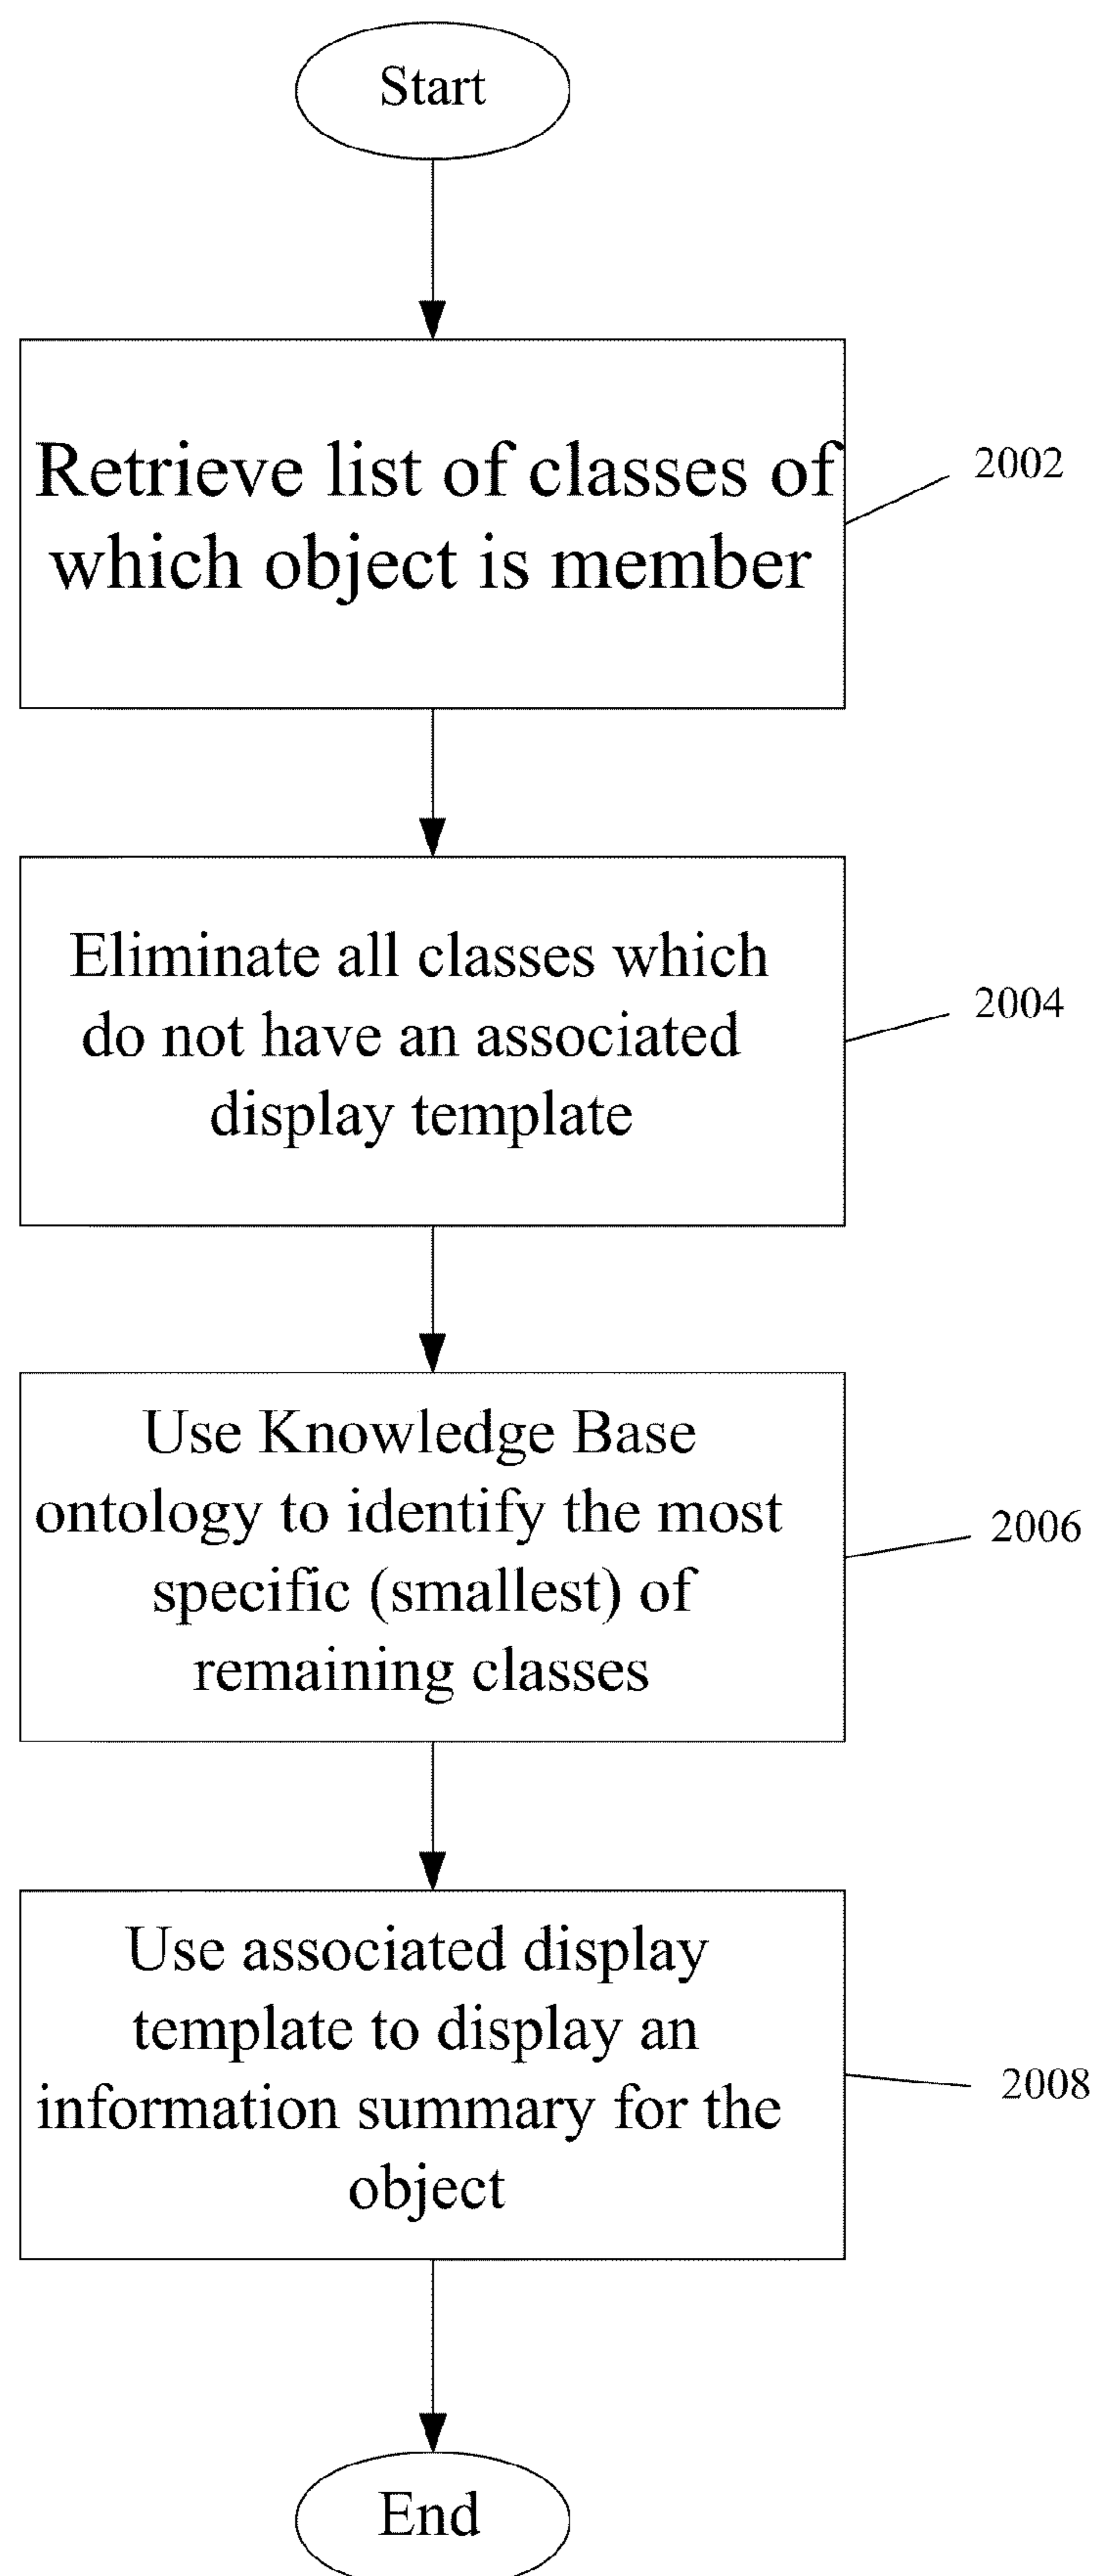 Start
Retrieve list of classes of
which object is member
2002
Eliminate all classes which
do not have an associated
display template
2004
Use Knowledge Base
ontology to identify the most
specific (smallest) of
remaining classes
2006
Use associated display
template to display an
information summary for the
object
2008
End